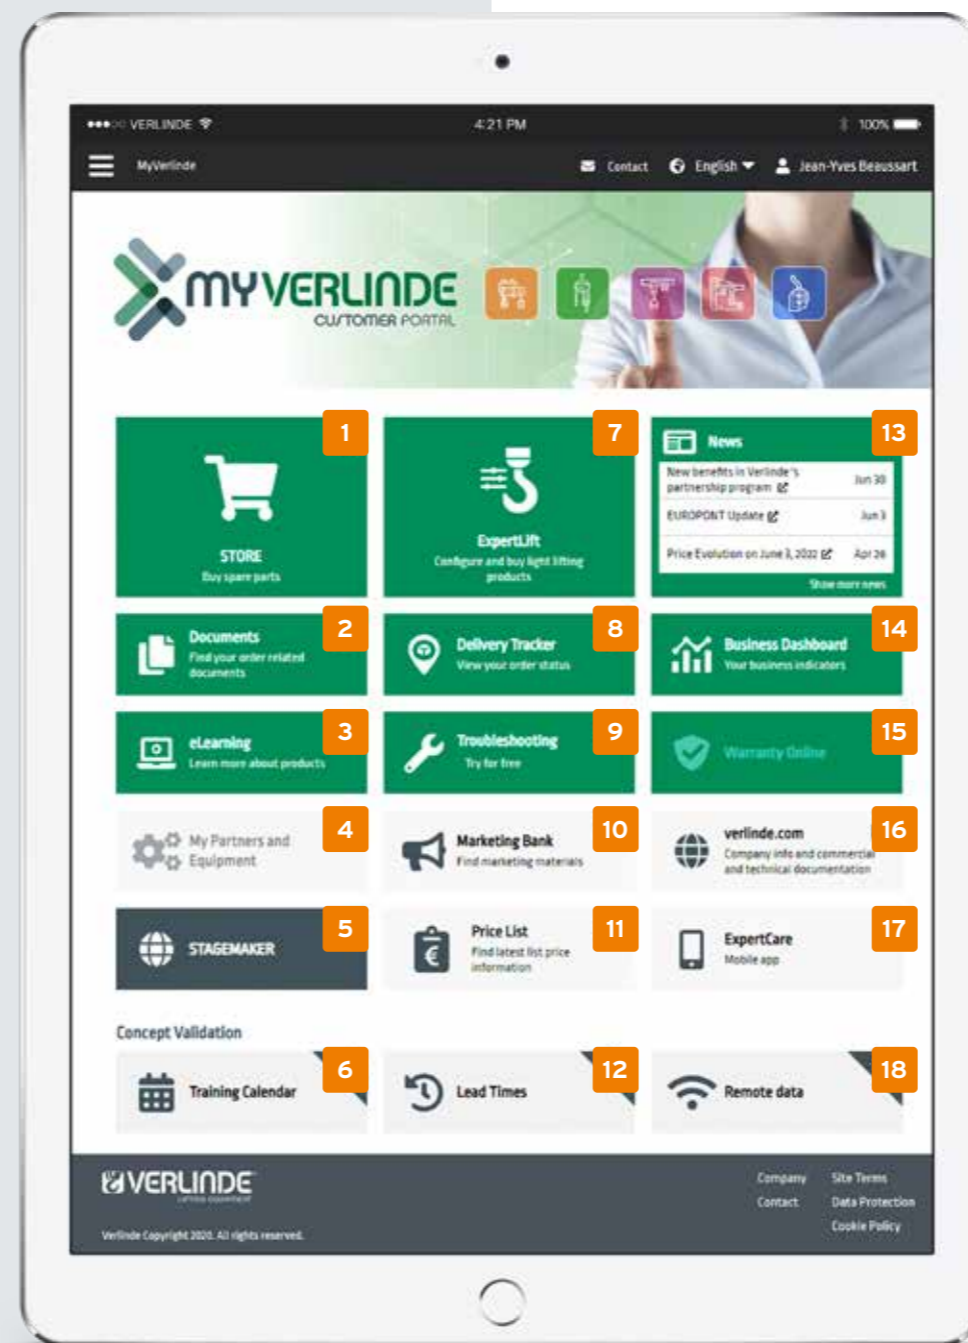 VERLINDE
4:21 PM
100%
MyVerlinde
Contact
English
Jean-Yves Beaussart
MYVERLINDE
CUSTOMER PORTAL
1
STORE
Buy spare parts
7
ExpertLift
Configure and buy light lifting
products
13
News
New benefits in Verlinde's
partnership program
Jun 30
EUROPONT Update
Jun 3
Price Evolution on June 3, 2022
Apr 26
Show more news
2
Documents
Find your order related
documents
8
Delivery Tracker
View your order status
14
Business Dashboard
Your business indicators
3
eLearning
Learn more about products
9
Troubleshooting
Try for free
15
Warranty Online
4
My Partners and
Equipment
10
Marketing Bank
Find marketing materials
16
verlinde.com
Company info and commercial
and technical documentation
5
STAGEMAKER
11
Price List
Find latest list price
information
17
ExpertCare
Mobile app
Concept Validation
6
Training Calendar
12
Lead Times
18
Remote data
VERLINDE
Company
Site Terms
Contact
Data Protection
Cookie Policy
Verlinde Copyright 2020. All rights reserved.